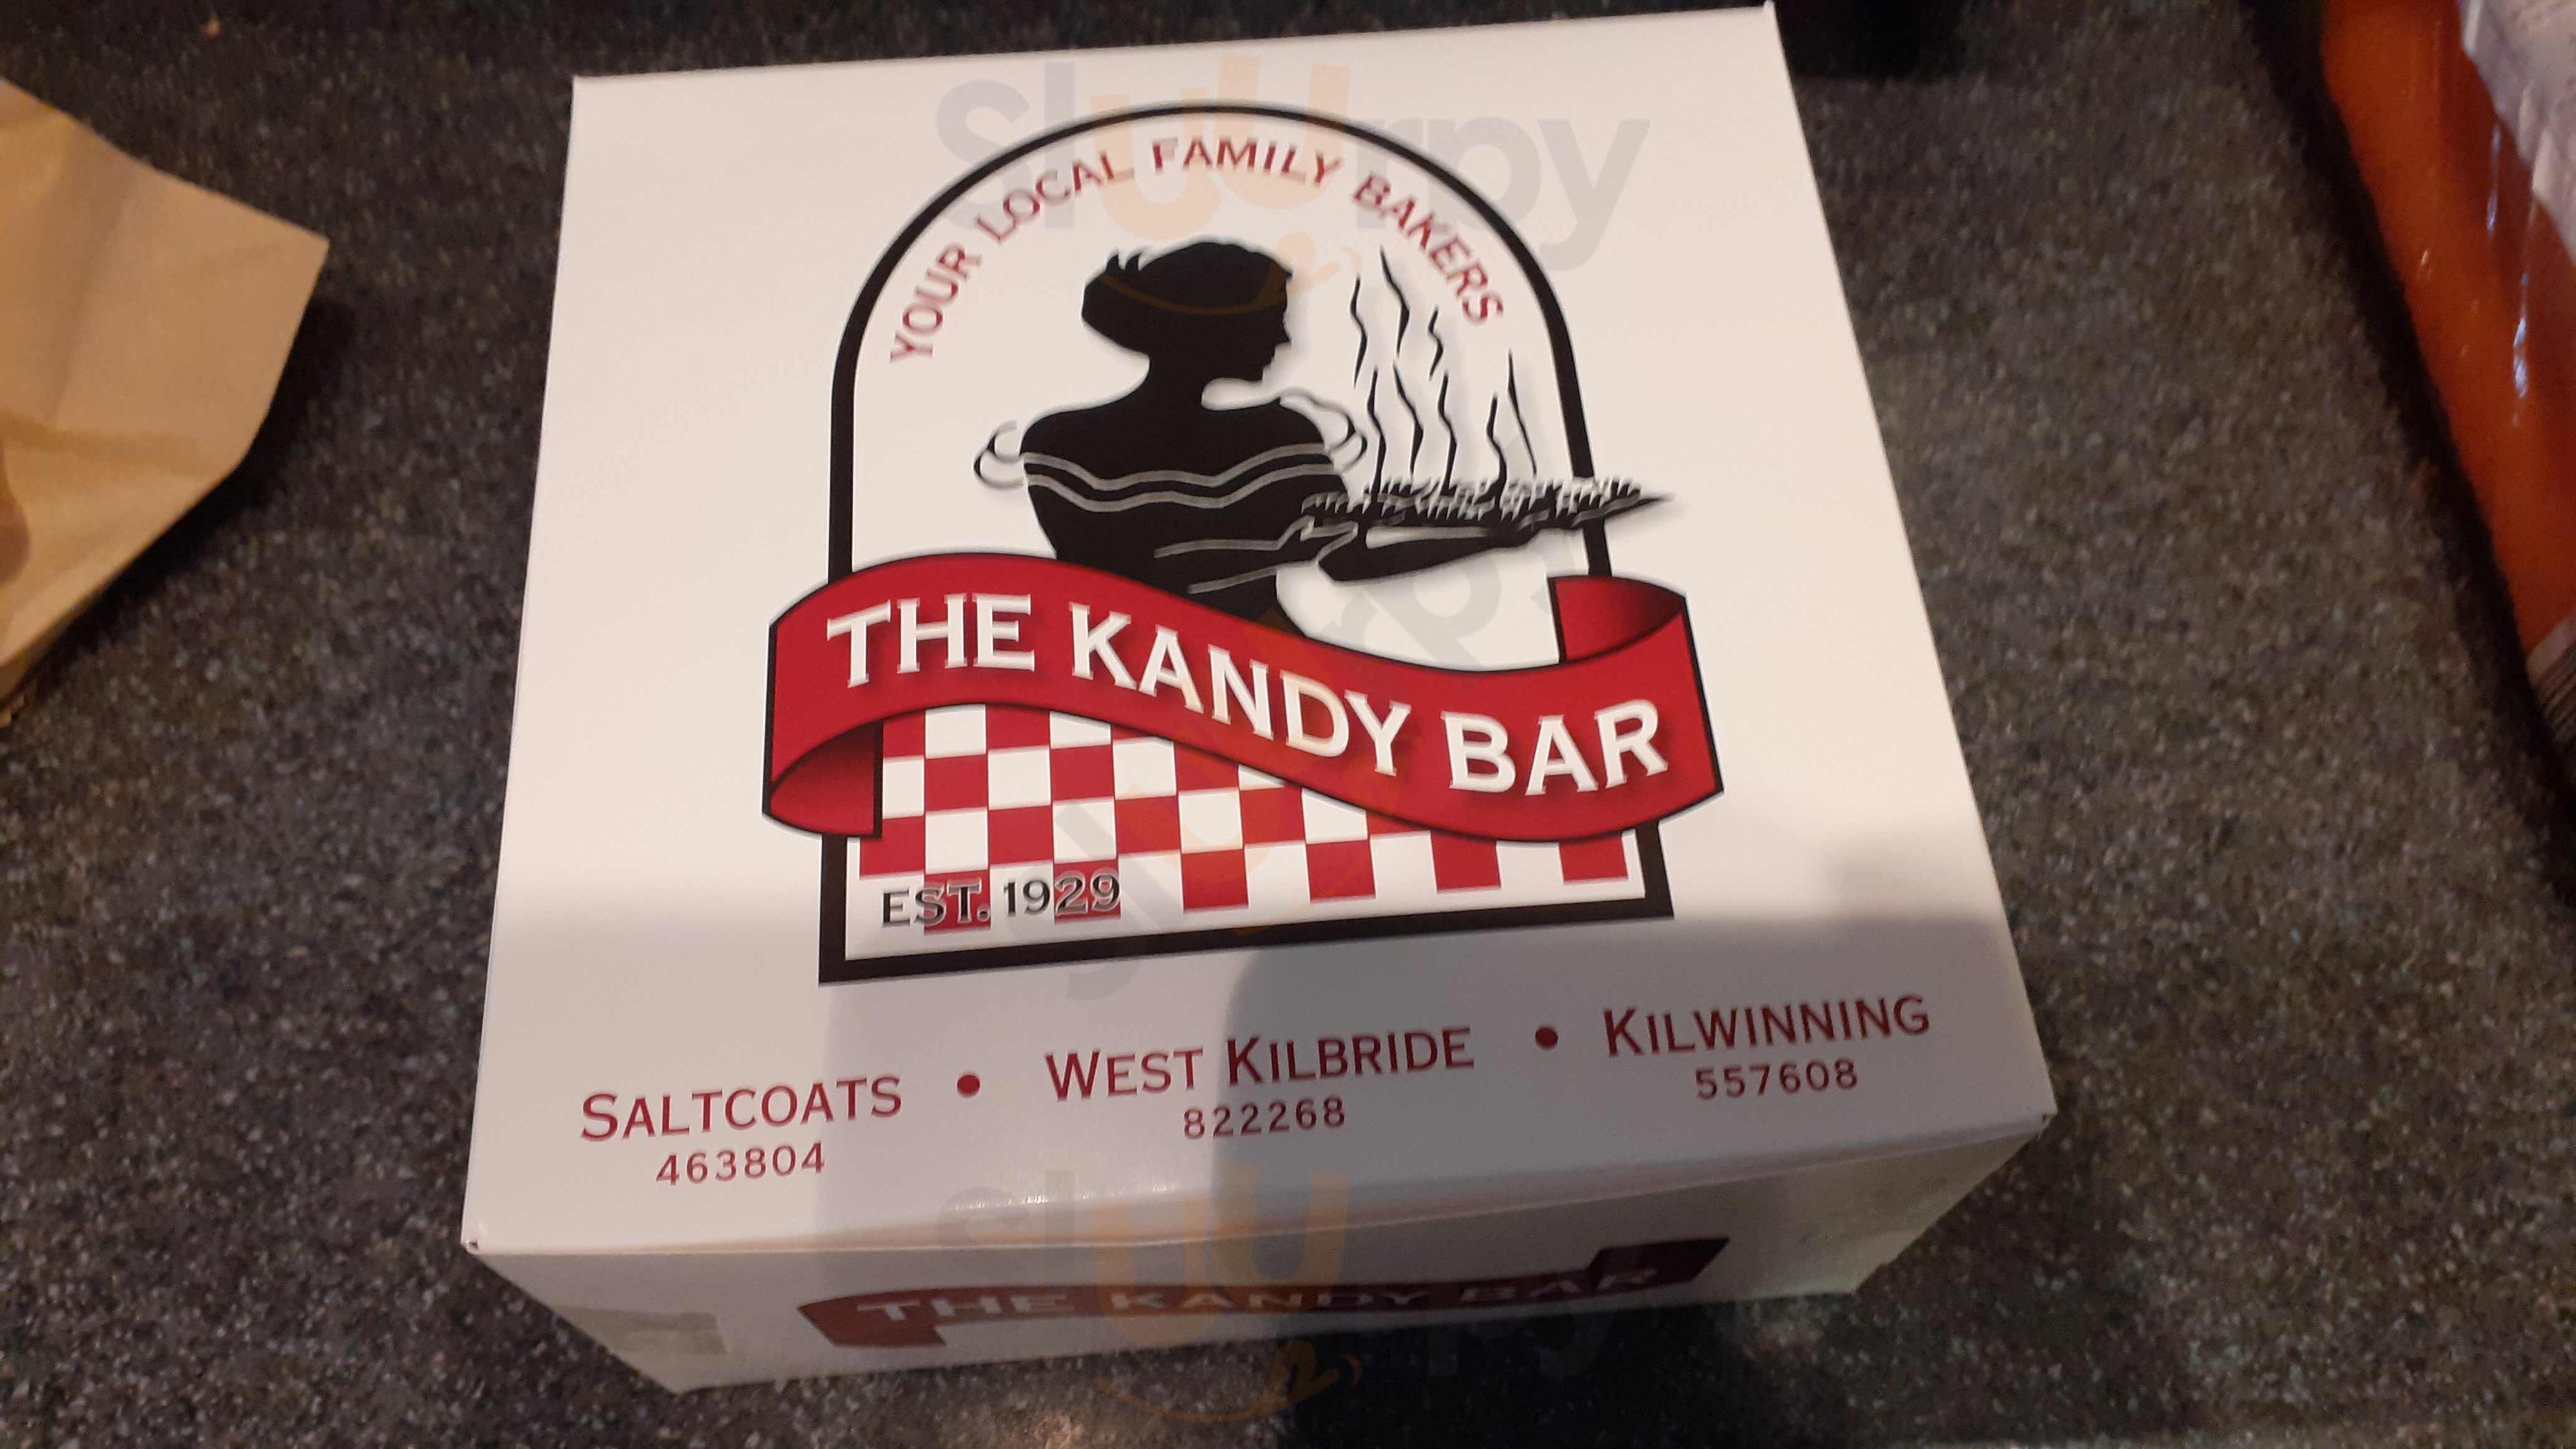 sluurpy
YOUR LOCAL FAMILY BAKERS
THE KANDY BAR
EST. 1929
SALTCOATS • WEST KILBRIDE • KILWINNING
463804 822268 557608
sluurpy
THE KANDY BAR